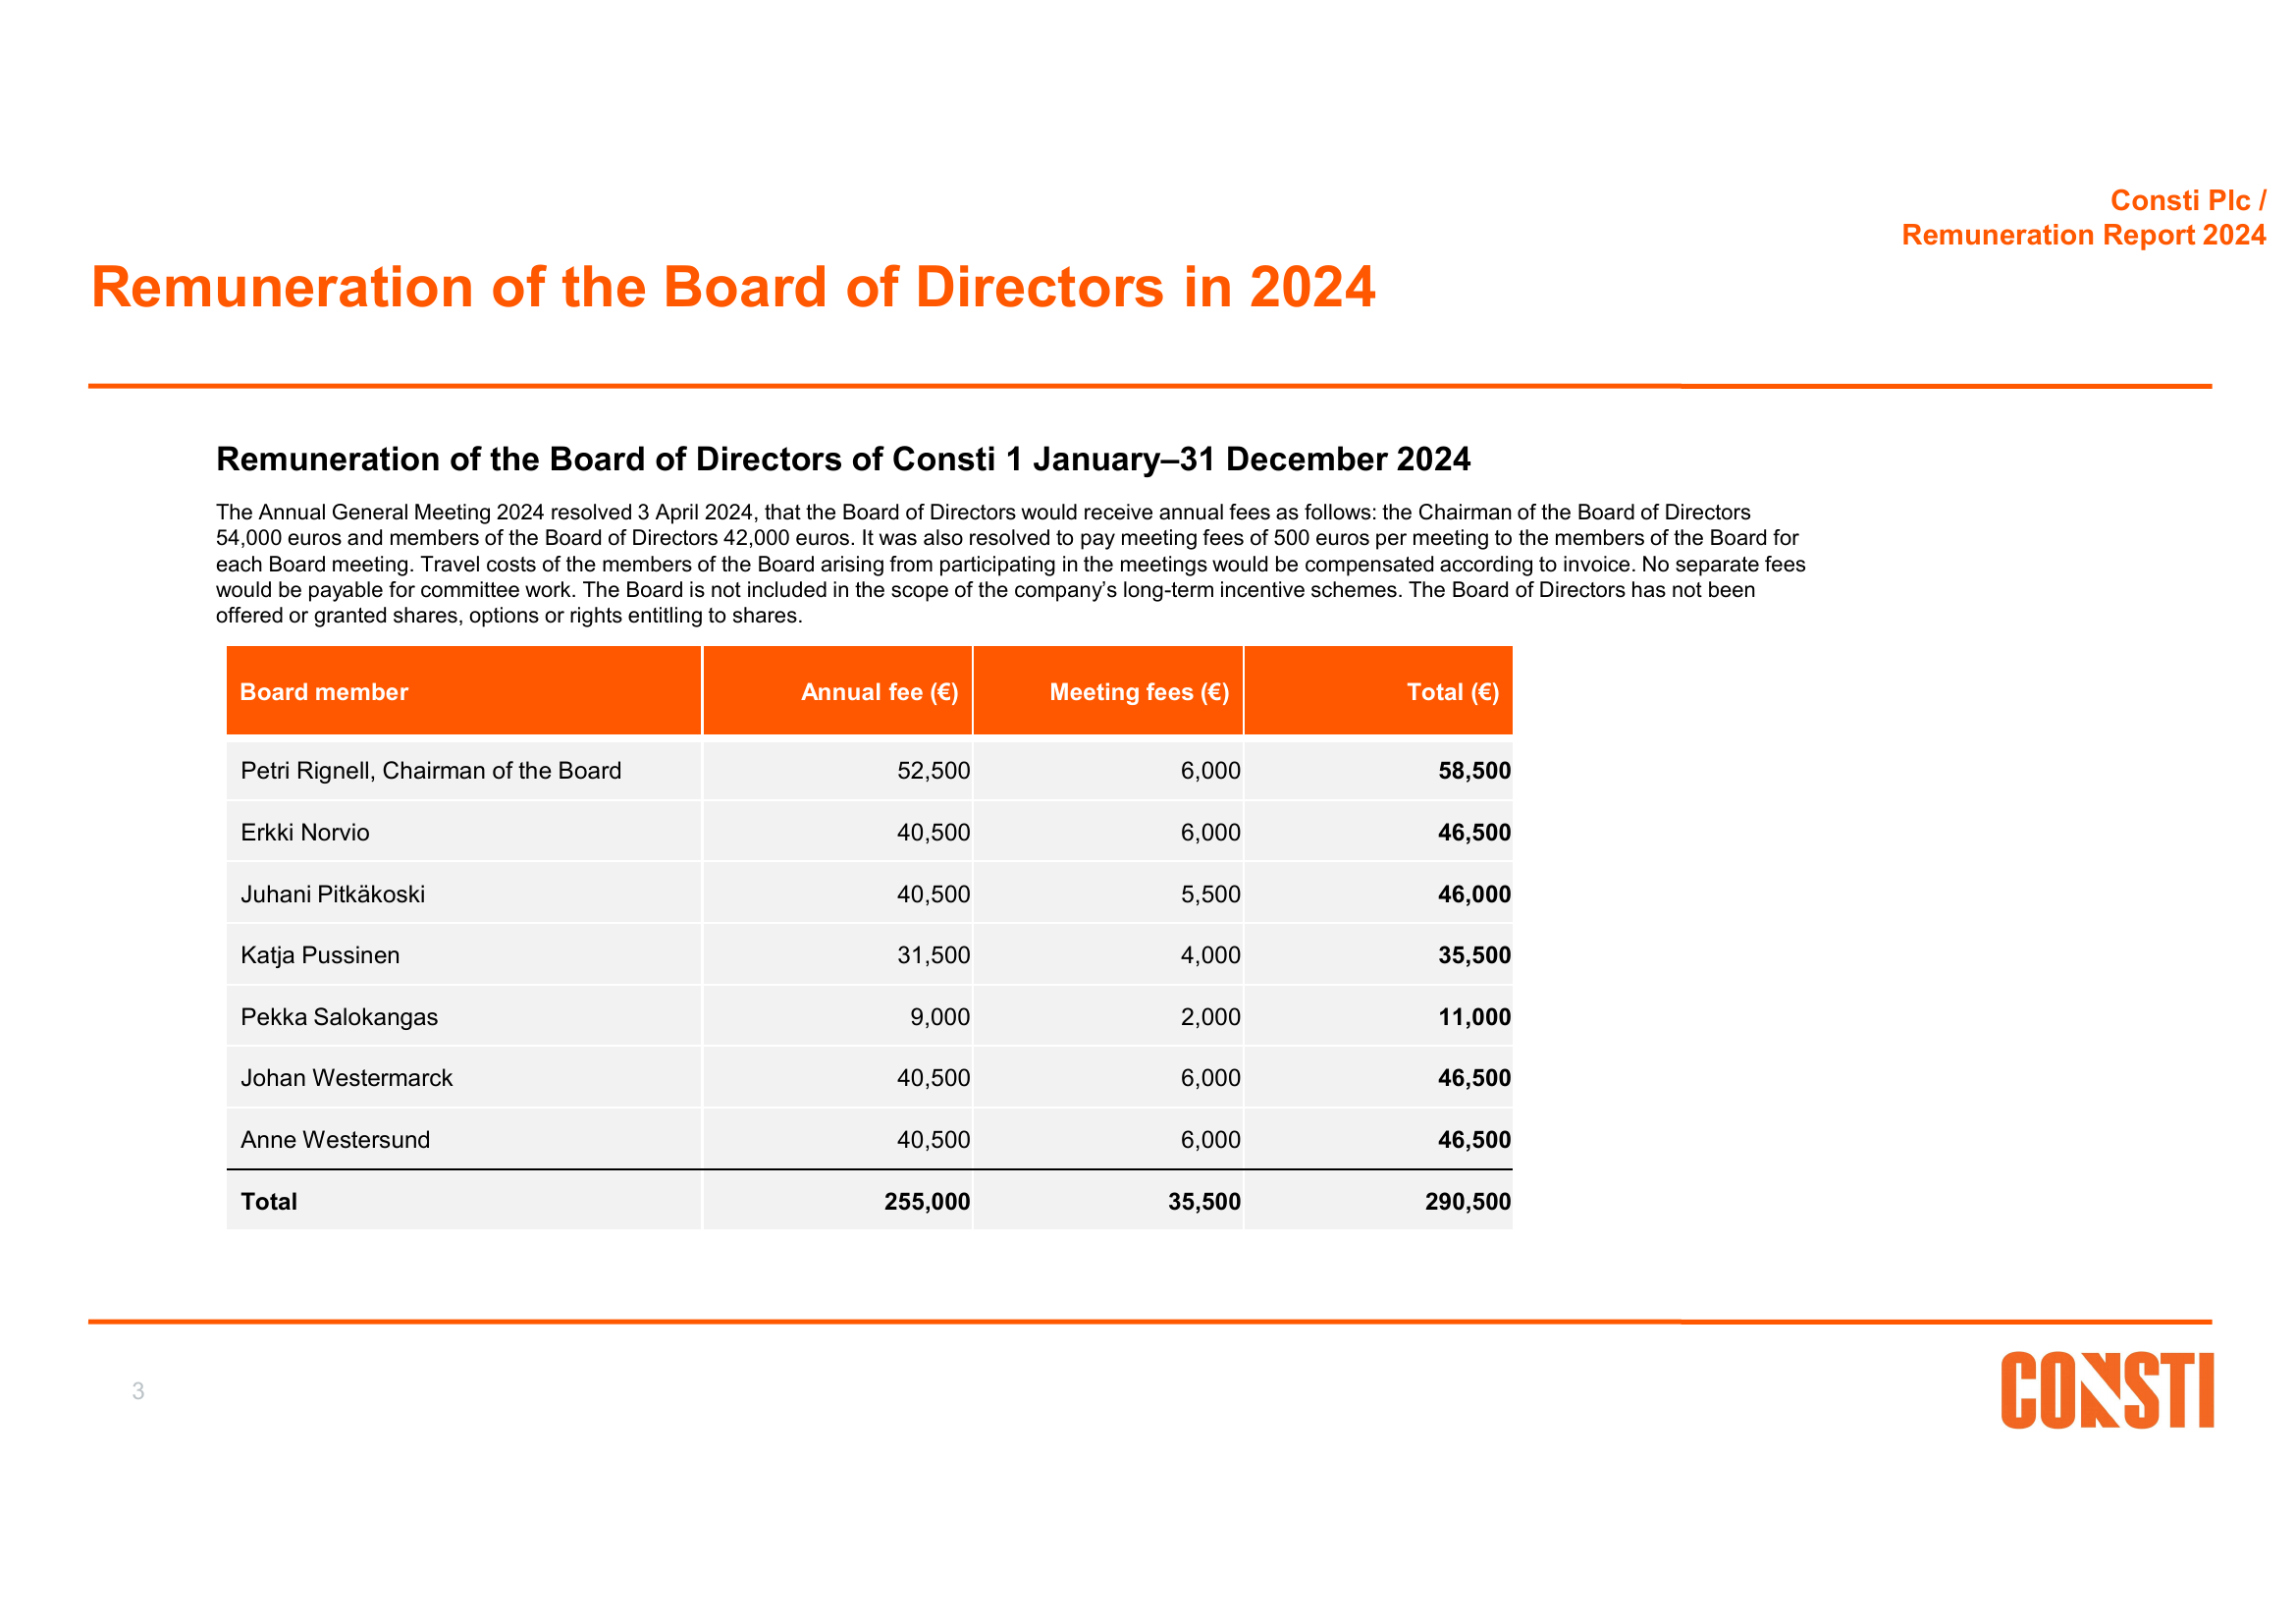 Consti Plc /
Remuneration Report 2024
Remuneration of the Board of Directors in 2024
Remuneration of the Board of Directors of Consti 1 January–31 December 2024
The Annual General Meeting 2024 resolved 3 April 2024, that the Board of Directors would receive annual fees as follows: the Chairman of the Board of Directors
54,000 euros and members of the Board of Directors 42,000 euros. It was also resolved to pay meeting fees of 500 euros per meeting to the members of the Board for
each Board meeting. Travel costs of the members of the Board arising from participating in the meetings would be compensated according to invoice. No separate fees
would be payable for committee work. The Board is not included in the scope of the company’s long-term incentive schemes. The Board of Directors has not been
offered or granted shares, options or rights entitling to shares.
Board member Annual fee (€) Meeting fees (€) Total (€)
Petri Rignell, Chairman of the Board 52,500 6,000 58,500
Erkki Norvio 40,500 6,000 46,500
Juhani Pitkäkoski 40,500 5,500 46,000
Katja Pussinen 31,500 4,000 35,500
Pekka Salokangas 9,000 2,000 11,000
Johan Westermarck 40,500 6,000 46,500
Anne Westersund 40,500 6,000 46,500
Total 255,000 35,500 290,500
3
CONSTI